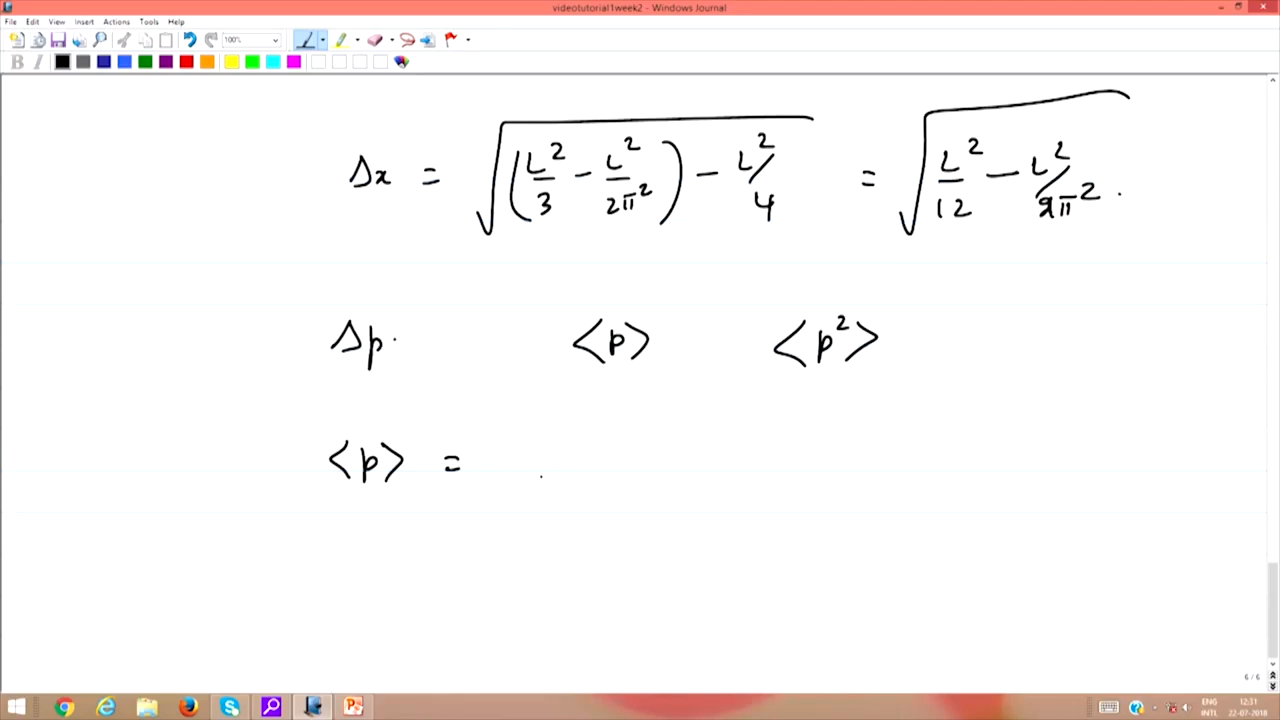 videotutorial1week2 - Windows Journal
File Edit View Insert Actions Tools Help
100%
B I
Δx = √((L²/3 - L²/2π²) - L²/4) = √(L²/12 - L²/2π²).
Δp. <p> <p²>
<p> =
6 / 6
ENG 12:31
INTL 22-07-2018